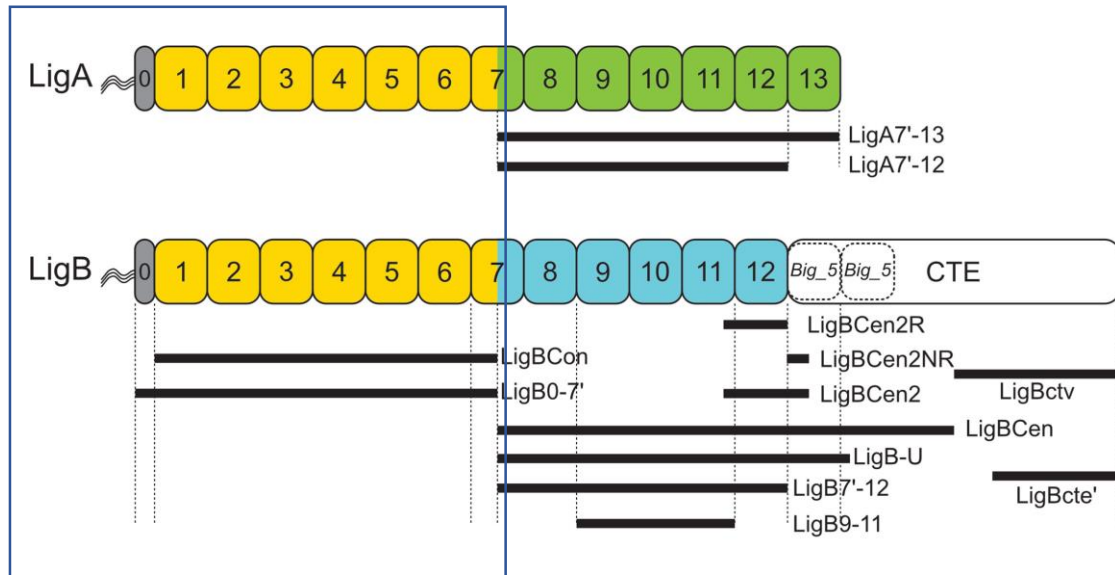 LigA 0 1 2 3 4 5 6 7 8 9 10 11 12 13
LigA7'-13
LigA7'-12
LigB 0 1 2 3 4 5 6 7 8 9 10 11 12 Big_5 Big_5 CTE
LigBCen2R
LigBCon
LigBCen2NR
LigBctv
LigB0-7'
LigBCen2
LigBCen
LigB-U
LigB7'-12
LigBcte'
LigB9-11